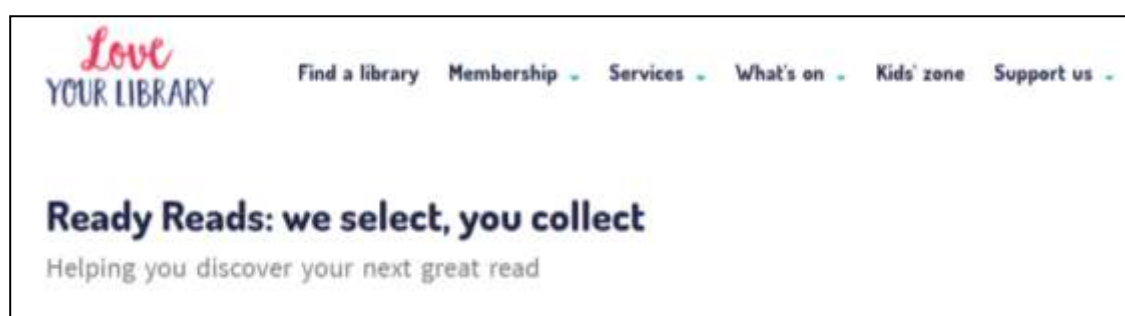 Love
YOUR LIBRARY
Find a library Membership Services What's on Kids' zone Support us
Ready Reads: we select, you collect
Helping you discover your next great read